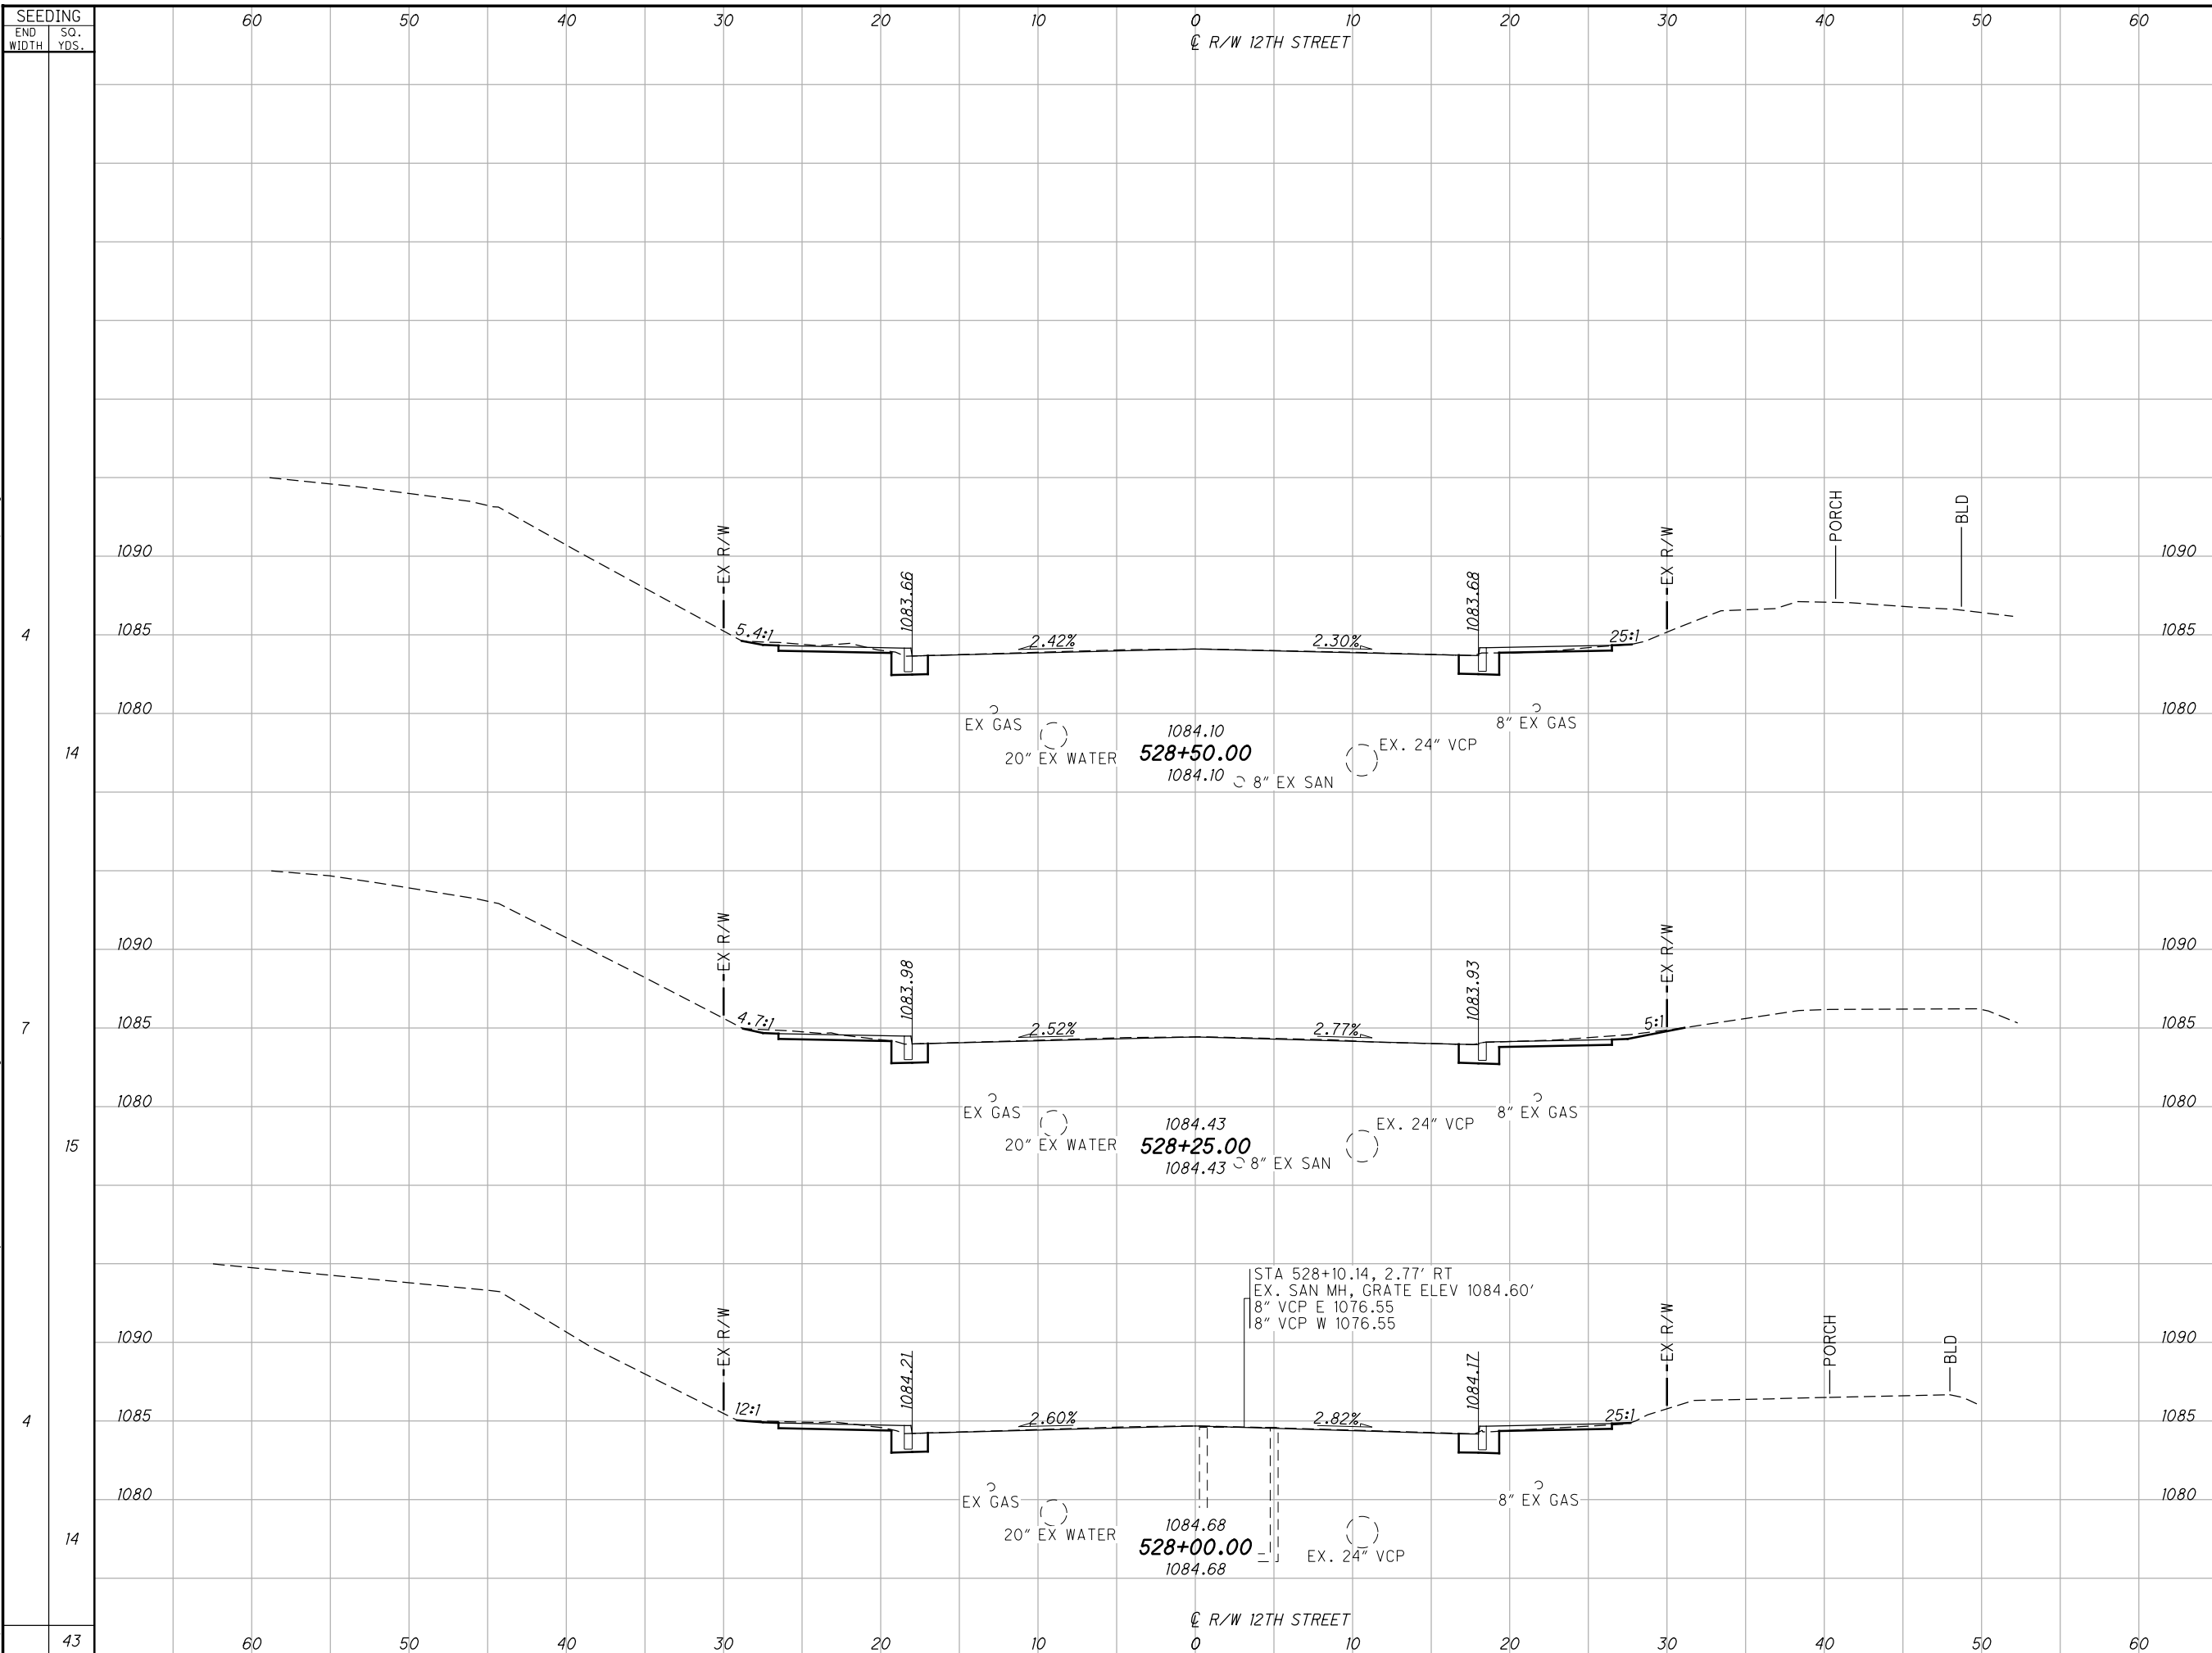 SEEDING
END WIDTH
SQ. YDS.
60 50 40 30 20 10 0 10 20 30 40 50 60
℄ R/W 12TH STREET
4
14
1090
1085
1080
EX R/W
5.4:1
1083.66
2.42%
2.30%
1083.68
25:1
EX R/W
PORCH
BLD
1090
1085
1080
EX GAS
20" EX WATER
1084.10
528+50.00
1084.10
8" EX SAN
EX. 24" VCP
8" EX GAS
7
15
1090
1085
1080
EX R/W
4.7:1
1083.98
2.52%
2.77%
1083.93
5:1
EX R/W
1090
1085
1080
EX GAS
20" EX WATER
1084.43
528+25.00
1084.43
8" EX SAN
EX. 24" VCP
8" EX GAS
STA 528+10.14, 2.77' RT
EX. SAN MH, GRATE ELEV 1084.60'
8" VCP E 1076.55
8" VCP W 1076.55
4
14
1090
1085
1080
EX R/W
12:1
1084.21
2.60%
2.82%
1084.17
25:1
EX R/W
PORCH
BLD
1090
1085
1080
EX GAS
20" EX WATER
1084.68
528+00.00
1084.68
EX. 24" VCP
8" EX GAS
℄ R/W 12TH STREET
43
60 50 40 30 20 10 0 10 20 30 40 50 60